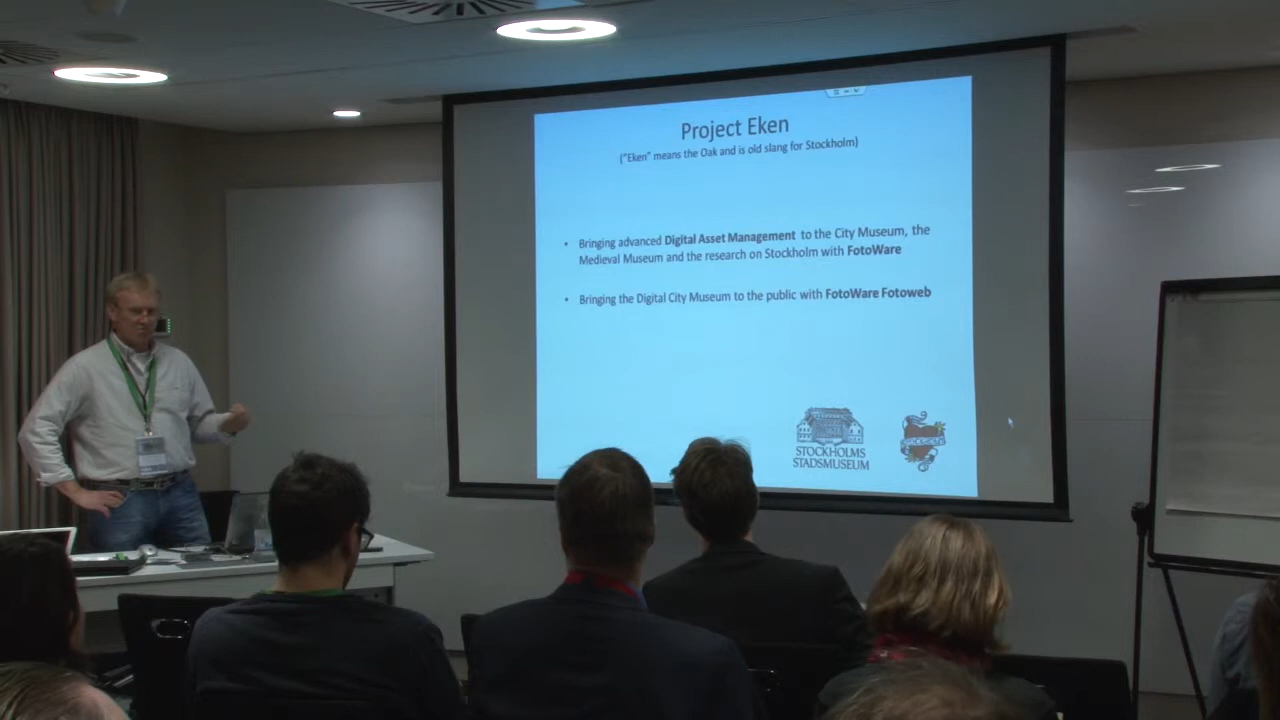 Project Eken
("Eken" means the Oak and is old slang for Stockholm)
• Bringing advanced Digital Asset Management to the City Museum, the
Medieval Museum and the research on Stockholm with FotoWare
• Bringing the Digital City Museum to the public with FotoWare Fotoweb
STOCKHOLMS
STADSMUSEUM